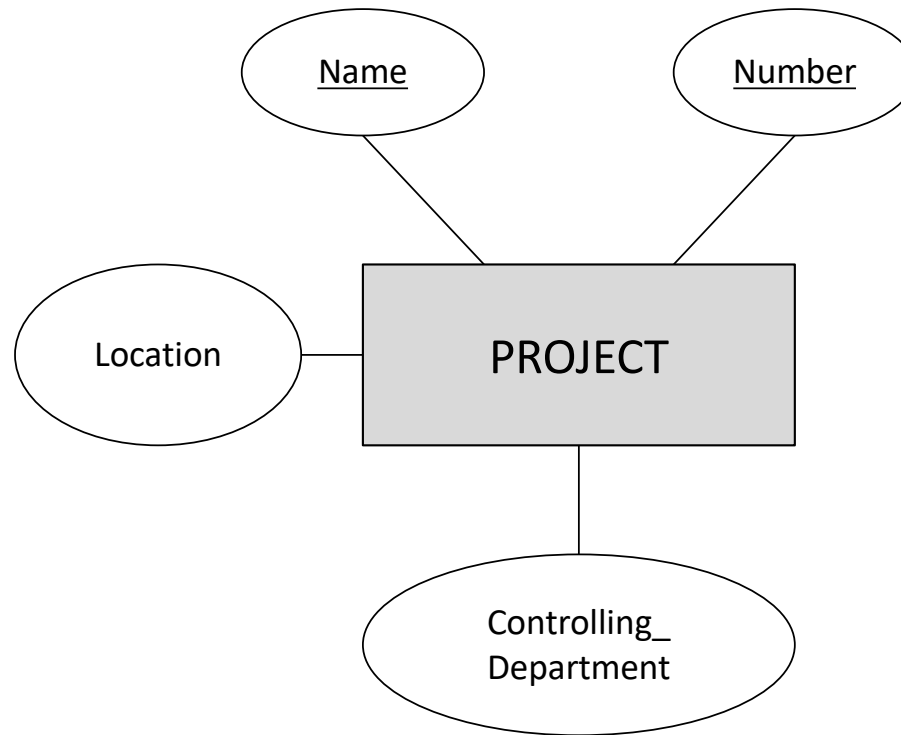 Name
Number
Location
PROJECT
Controlling_
Department